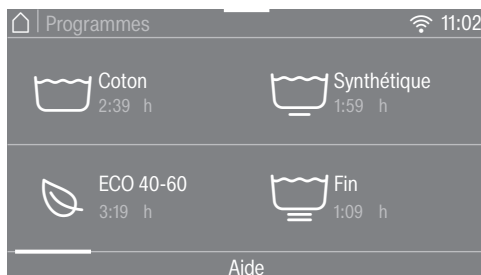 Programmes 11:02
Coton
2:39 h
Synthétique
1:59 h
ECO 40-60
3:19 h
Fin
1:09 h
Aide